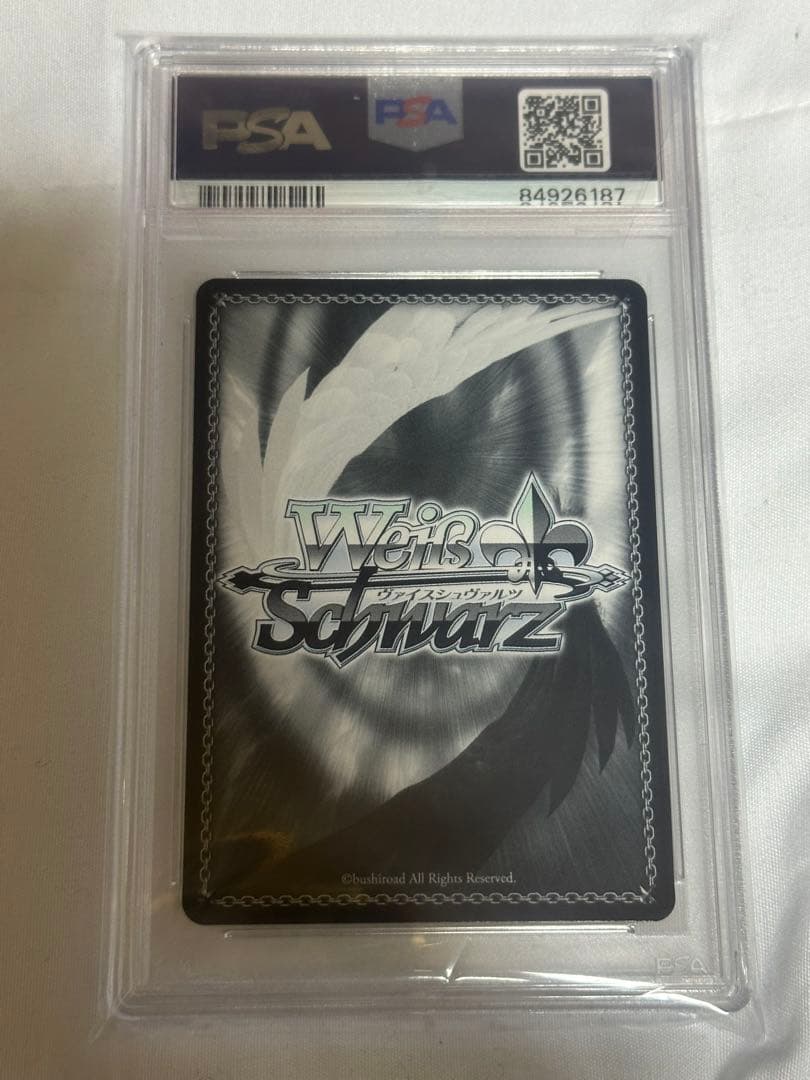 PSA
PSA
84926187
Weiß
ヴァイスシュヴァルツ
Schwarz
©bushiroad All Rights Reserved.
PSA